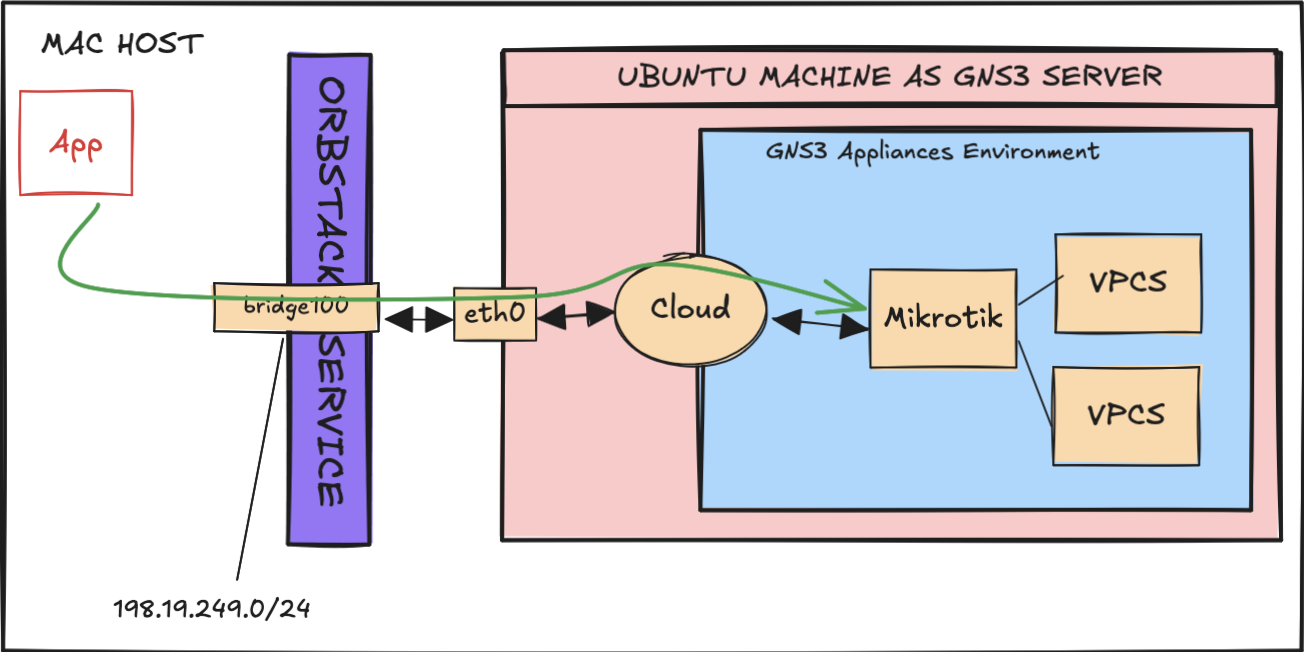 MAC HOST
App
ORBSTACK SERVICE
UBUNTU MACHINE AS GNS3 SERVER
GNS3 Appliances Environment
bridge100
eth0
Cloud
Mikrotik
VPCS
VPCS
198.19.249.0/24